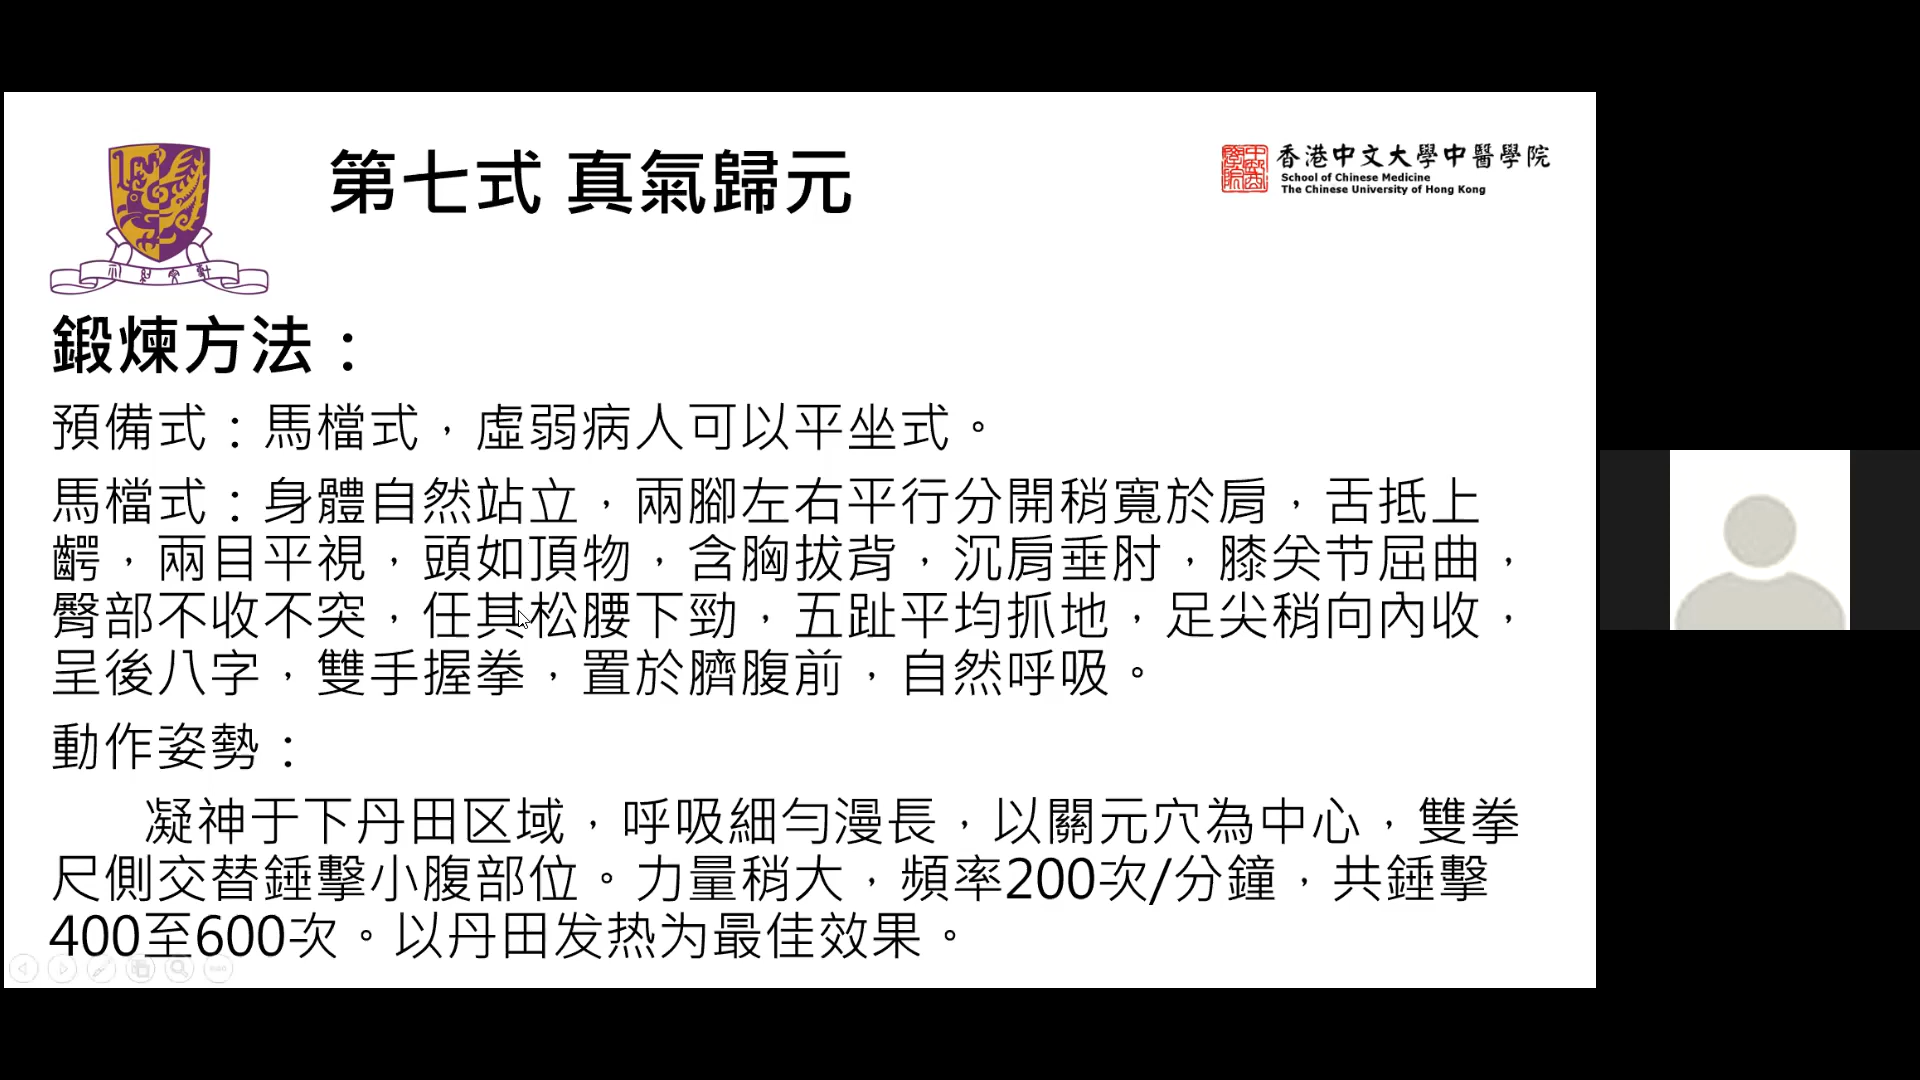 第七式 真氣歸元
香港中文大學中醫學院
School of Chinese Medicine
The Chinese University of Hong Kong
鍛煉方法：
預備式：馬檔式，虛弱病人可以平坐式。
馬檔式：身體自然站立，兩腳左右平行分開稍寬於肩，舌抵上
齶，兩目平視，頭如頂物，含胸拔背，沉肩垂肘，膝关节屈曲，
臀部不收不突，任其松腰下勁，五趾平均抓地，足尖稍向內收，
呈後八字，雙手握拳，置於臍腹前，自然呼吸。
動作姿勢：
凝神于下丹田区域，呼吸細勻漫長，以關元穴為中心，雙拳
尺側交替錘擊小腹部位。力量稍大，頻率200次/分鐘，共錘擊
400至600次。以丹田发热为最佳效果。